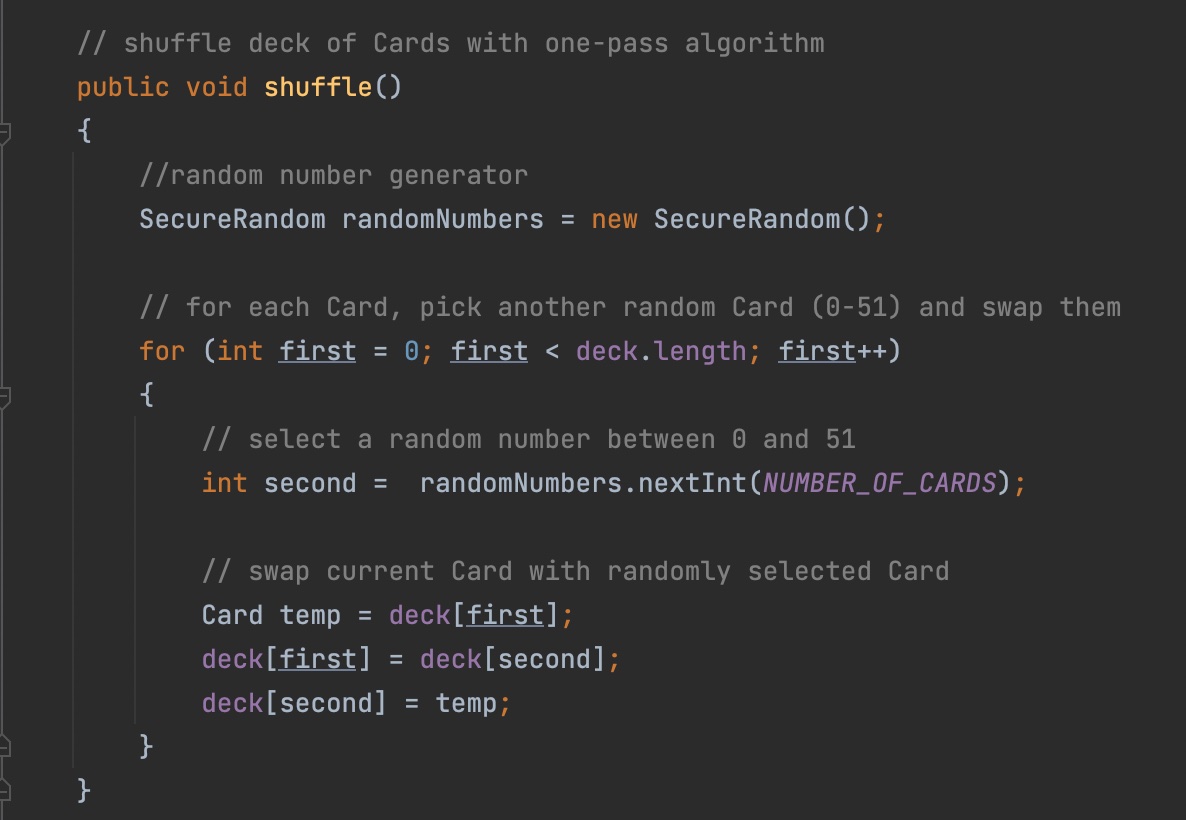 // shuffle deck of Cards with one-pass algorithm
public void shuffle()
{
//random number generator
SecureRandom randomNumbers = new SecureRandom();
// for each Card, pick another random Card (0-51) and swap them
for (int first = 0; first < deck.length; first++)
{
// select a random number between 0 and 51
int second =  randomNumbers.nextInt(NUMBER_OF_CARDS);
// swap current Card with randomly selected Card
Card temp = deck[first];
deck[first] = deck[second];
deck[second] = temp;
}
}